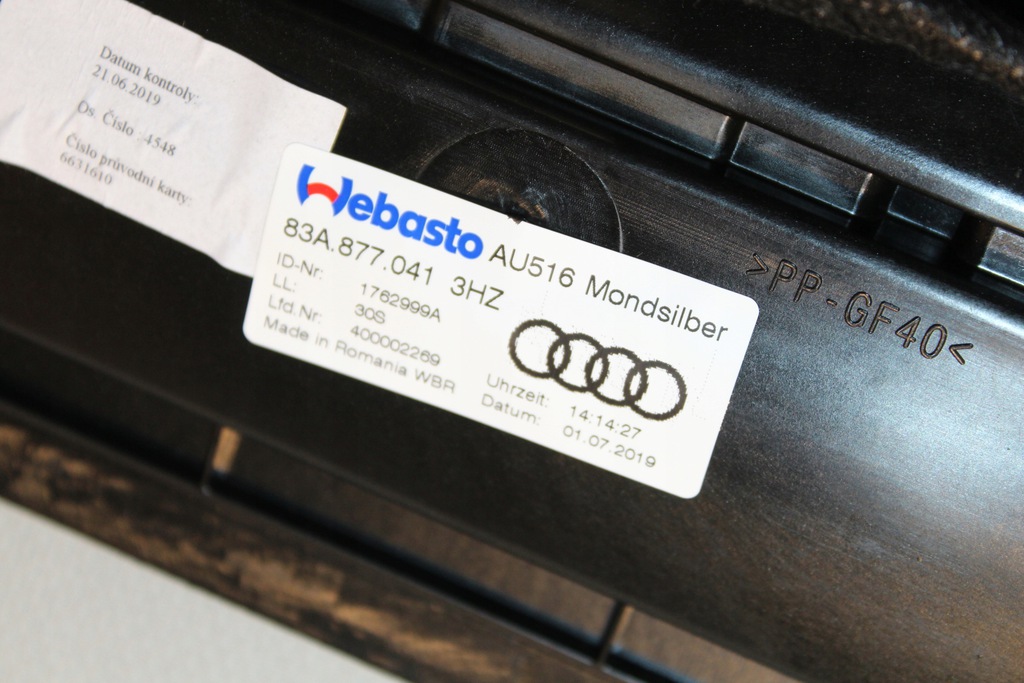 Datum kontroly:
21.06.2019
Os. Číslo : 4548
Číslo průvodní karty:
6631610
Webasto AU516 Mondsilber
83A.877.041 3HZ
ID-Nr: 1762999A
LL: 30S
Lfd.Nr: 400002269
Made in Romania WBR
Uhrzeit: 14:14:27
Datum: 01.07.2019
>PP-GF40<